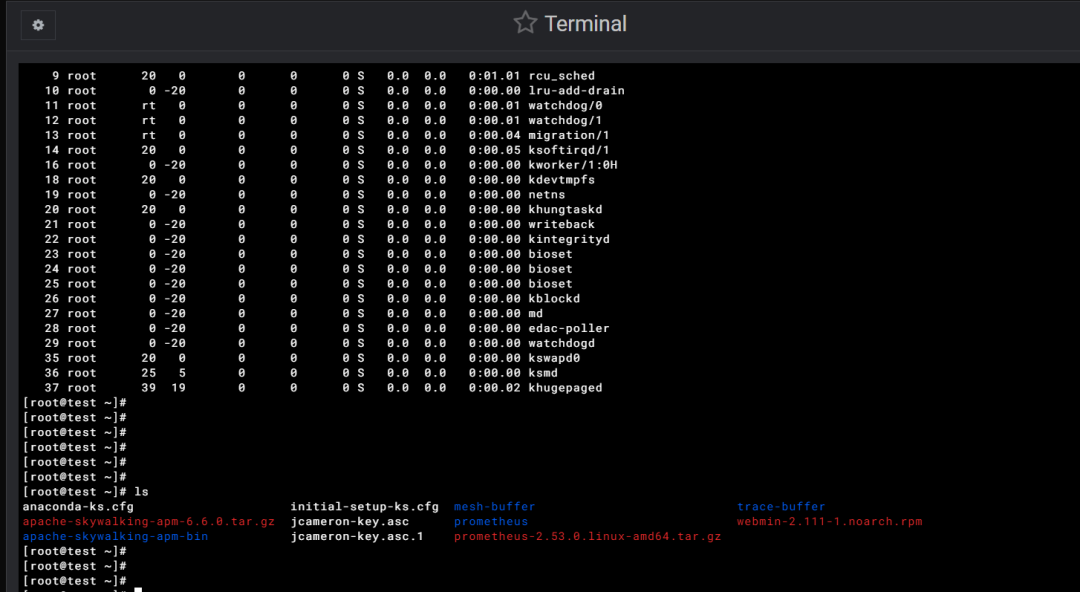 Terminal
9 root 20 0 0 0 0 S 0.0 0.0 0:01.01 rcu_sched
10 root 0 -20 0 0 0 S 0.0 0.0 0:00.00 lru-add-drain
11 root rt 0 0 0 0 S 0.0 0.0 0:00.01 watchdog/0
12 root rt 0 0 0 0 S 0.0 0.0 0:00.01 watchdog/1
13 root rt 0 0 0 0 S 0.0 0.0 0:00.04 migration/1
14 root 20 0 0 0 0 S 0.0 0.0 0:00.05 ksoftirqd/1
16 root 0 -20 0 0 0 S 0.0 0.0 0:00.00 kworker/1:0H
18 root 20 0 0 0 0 S 0.0 0.0 0:00.00 kdevtmpfs
19 root 0 -20 0 0 0 S 0.0 0.0 0:00.00 netns
20 root 20 0 0 0 0 S 0.0 0.0 0:00.00 khungtaskd
21 root 0 -20 0 0 0 S 0.0 0.0 0:00.00 writeback
22 root 0 -20 0 0 0 S 0.0 0.0 0:00.00 kintegrityd
23 root 0 -20 0 0 0 S 0.0 0.0 0:00.00 bioset
24 root 0 -20 0 0 0 S 0.0 0.0 0:00.00 bioset
25 root 0 -20 0 0 0 S 0.0 0.0 0:00.00 bioset
26 root 0 -20 0 0 0 S 0.0 0.0 0:00.00 kblockd
27 root 0 -20 0 0 0 S 0.0 0.0 0:00.00 md
28 root 0 -20 0 0 0 S 0.0 0.0 0:00.00 edac-poller
29 root 0 -20 0 0 0 S 0.0 0.0 0:00.00 watchdogd
35 root 20 0 0 0 0 S 0.0 0.0 0:00.00 kswapd0
36 root 25 5 0 0 0 S 0.0 0.0 0:00.00 ksmd
37 root 39 19 0 0 0 S 0.0 0.0 0:00.02 khugepaged
[root@test ~]#
[root@test ~]#
[root@test ~]#
[root@test ~]#
[root@test ~]#
[root@test ~]#
[root@test ~]# ls
anaconda-ks.cfg initial-setup-ks.cfg mesh-buffer trace-buffer
apache-skywalking-apm-6.6.0.tar.gz jcameron-key.asc prometheus webmin-2.111-1.noarch.rpm
apache-skywalking-apm-bin jcameron-key.asc.1 prometheus-2.53.0.linux-amd64.tar.gz
[root@test ~]#
[root@test ~]#
[root@test ~]#